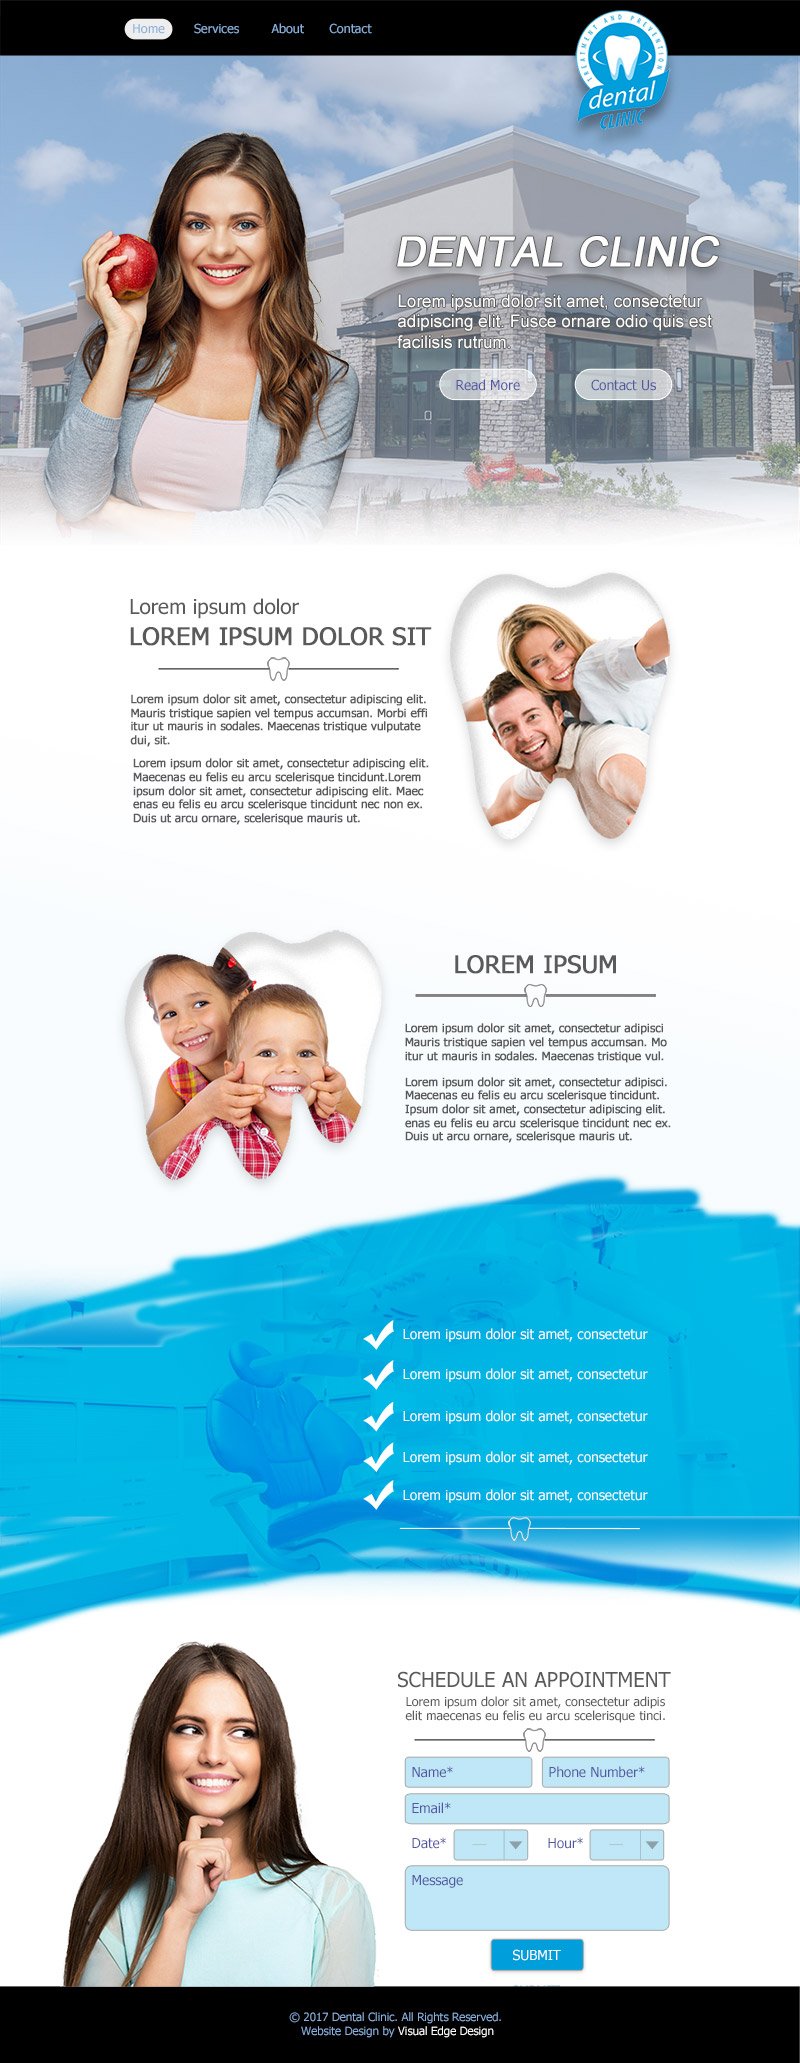 Home Services About Contact
TREATMENT AND PREVENTION
dental
CLINIC
DENTAL CLINIC
Lorem ipsum dolor sit amet, consectetur
adipiscing elit. Fusce ornare odio quis est
facilisis rutrum.
Read More Contact Us
Lorem ipsum dolor
LOREM IPSUM DOLOR SIT
Lorem ipsum dolor sit amet, consectetur adipiscing elit.
Mauris tristique sapien vel tempus accumsan. Morbi effi
itur ut mauris in sodales. Maecenas tristique vulputate
dui, sit.
Lorem ipsum dolor sit amet, consectetur adipiscing elit.
Maecenas eu felis eu arcu scelerisque tincidunt.Lorem
ipsum dolor sit amet, consectetur adipiscing elit. Maec
enas eu felis eu arcu scelerisque tincidunt nec non ex.
Duis ut arcu ornare, scelerisque mauris ut.
LOREM IPSUM
Lorem ipsum dolor sit amet, consectetur adipisci
Mauris tristique sapien vel tempus accumsan. Mo
itur ut mauris in sodales. Maecenas tristique vul.
Lorem ipsum dolor sit amet, consectetur adipisci.
Maecenas eu felis eu arcu scelerisque tincidunt.
Ipsum dolor sit amet, consectetur adipiscing elit.
enas eu felis eu arcu scelerisque tincidunt nec ex.
Duis ut arcu ornare, scelerisque mauris ut.
Lorem ipsum dolor sit amet, consectetur
Lorem ipsum dolor sit amet, consectetur
Lorem ipsum dolor sit amet, consectetur
Lorem ipsum dolor sit amet, consectetur
Lorem ipsum dolor sit amet, consectetur
SCHEDULE AN APPOINTMENT
Lorem ipsum dolor sit amet, consectetur adipis
elit maecenas eu felis eu arcu scelerisque tinci.
Name* Phone Number*
Email*
Date* Hour*
Message
SUBMIT
© 2017 Dental Clinic. All Rights Reserved.
Website Design by Visual Edge Design